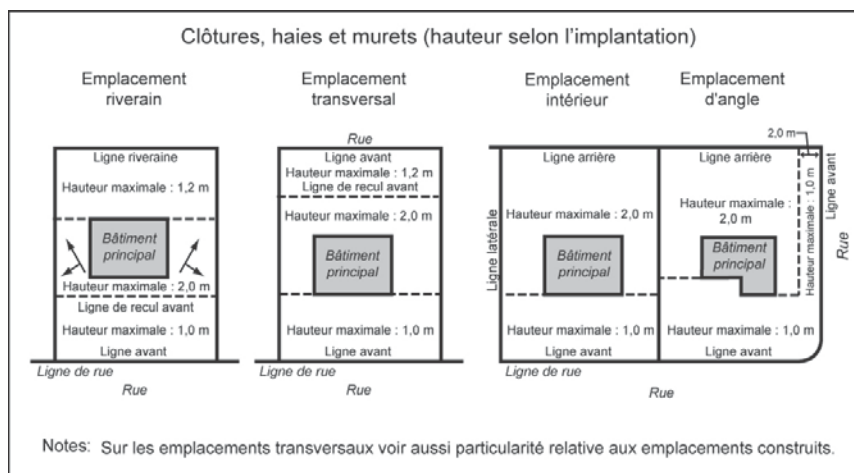 Clôtures, haies et murets (hauteur selon l'implantation)
Emplacement
riverain
Ligne riveraine
Hauteur maximale : 1,2 m
Bâtiment
principal
Hauteur maximale : 2,0 m
Ligne de recul avant
Hauteur maximale : 1,0 m
Ligne avant
Ligne de rue
Rue
Emplacement
transversal
Rue
Ligne avant
Hauteur maximale : 1,2 m
Ligne de recul avant
Hauteur maximale : 2,0 m
Bâtiment
principal
Hauteur maximale : 1,0 m
Ligne avant
Ligne de rue
Rue
Emplacement
intérieur
Ligne arrière
Ligne latérale
Hauteur maximale : 2,0 m
Bâtiment
principal
Hauteur maximale : 1,0 m
Ligne avant
Ligne de rue
Emplacement
d'angle
2,0 m
Ligne arrière
Hauteur maximale :
2,0 m
Bâtiment
principal
Hauteur maximale : 1,0 m
Ligne avant
Rue
Hauteur maximale : 1,0 m
Ligne avant
Rue
Notes: Sur les emplacements transversaux voir aussi particularité relative aux emplacements construits.